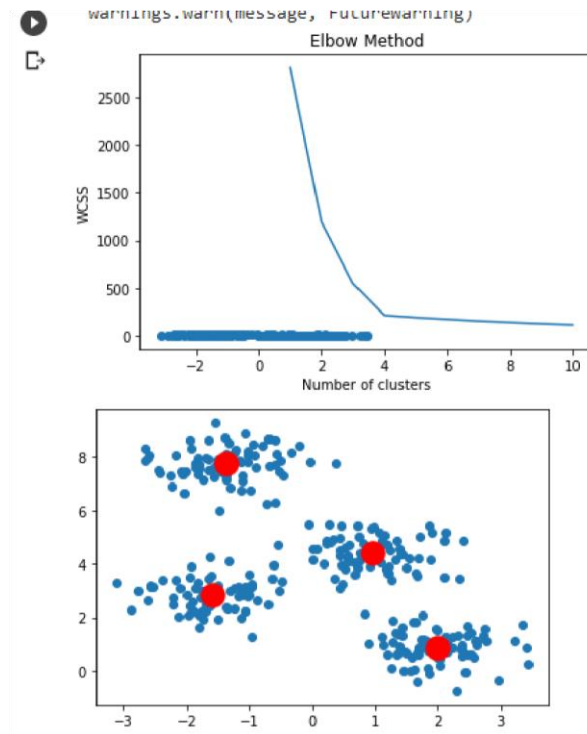 warnings.warn(message, FutureWarning)
Elbow Method
2500
2000
1500
1000
500
0
WCSS
−2 0 2 4 6 8 10
Number of clusters
8
6
4
2
0
−3 −2 −1 0 1 2 3